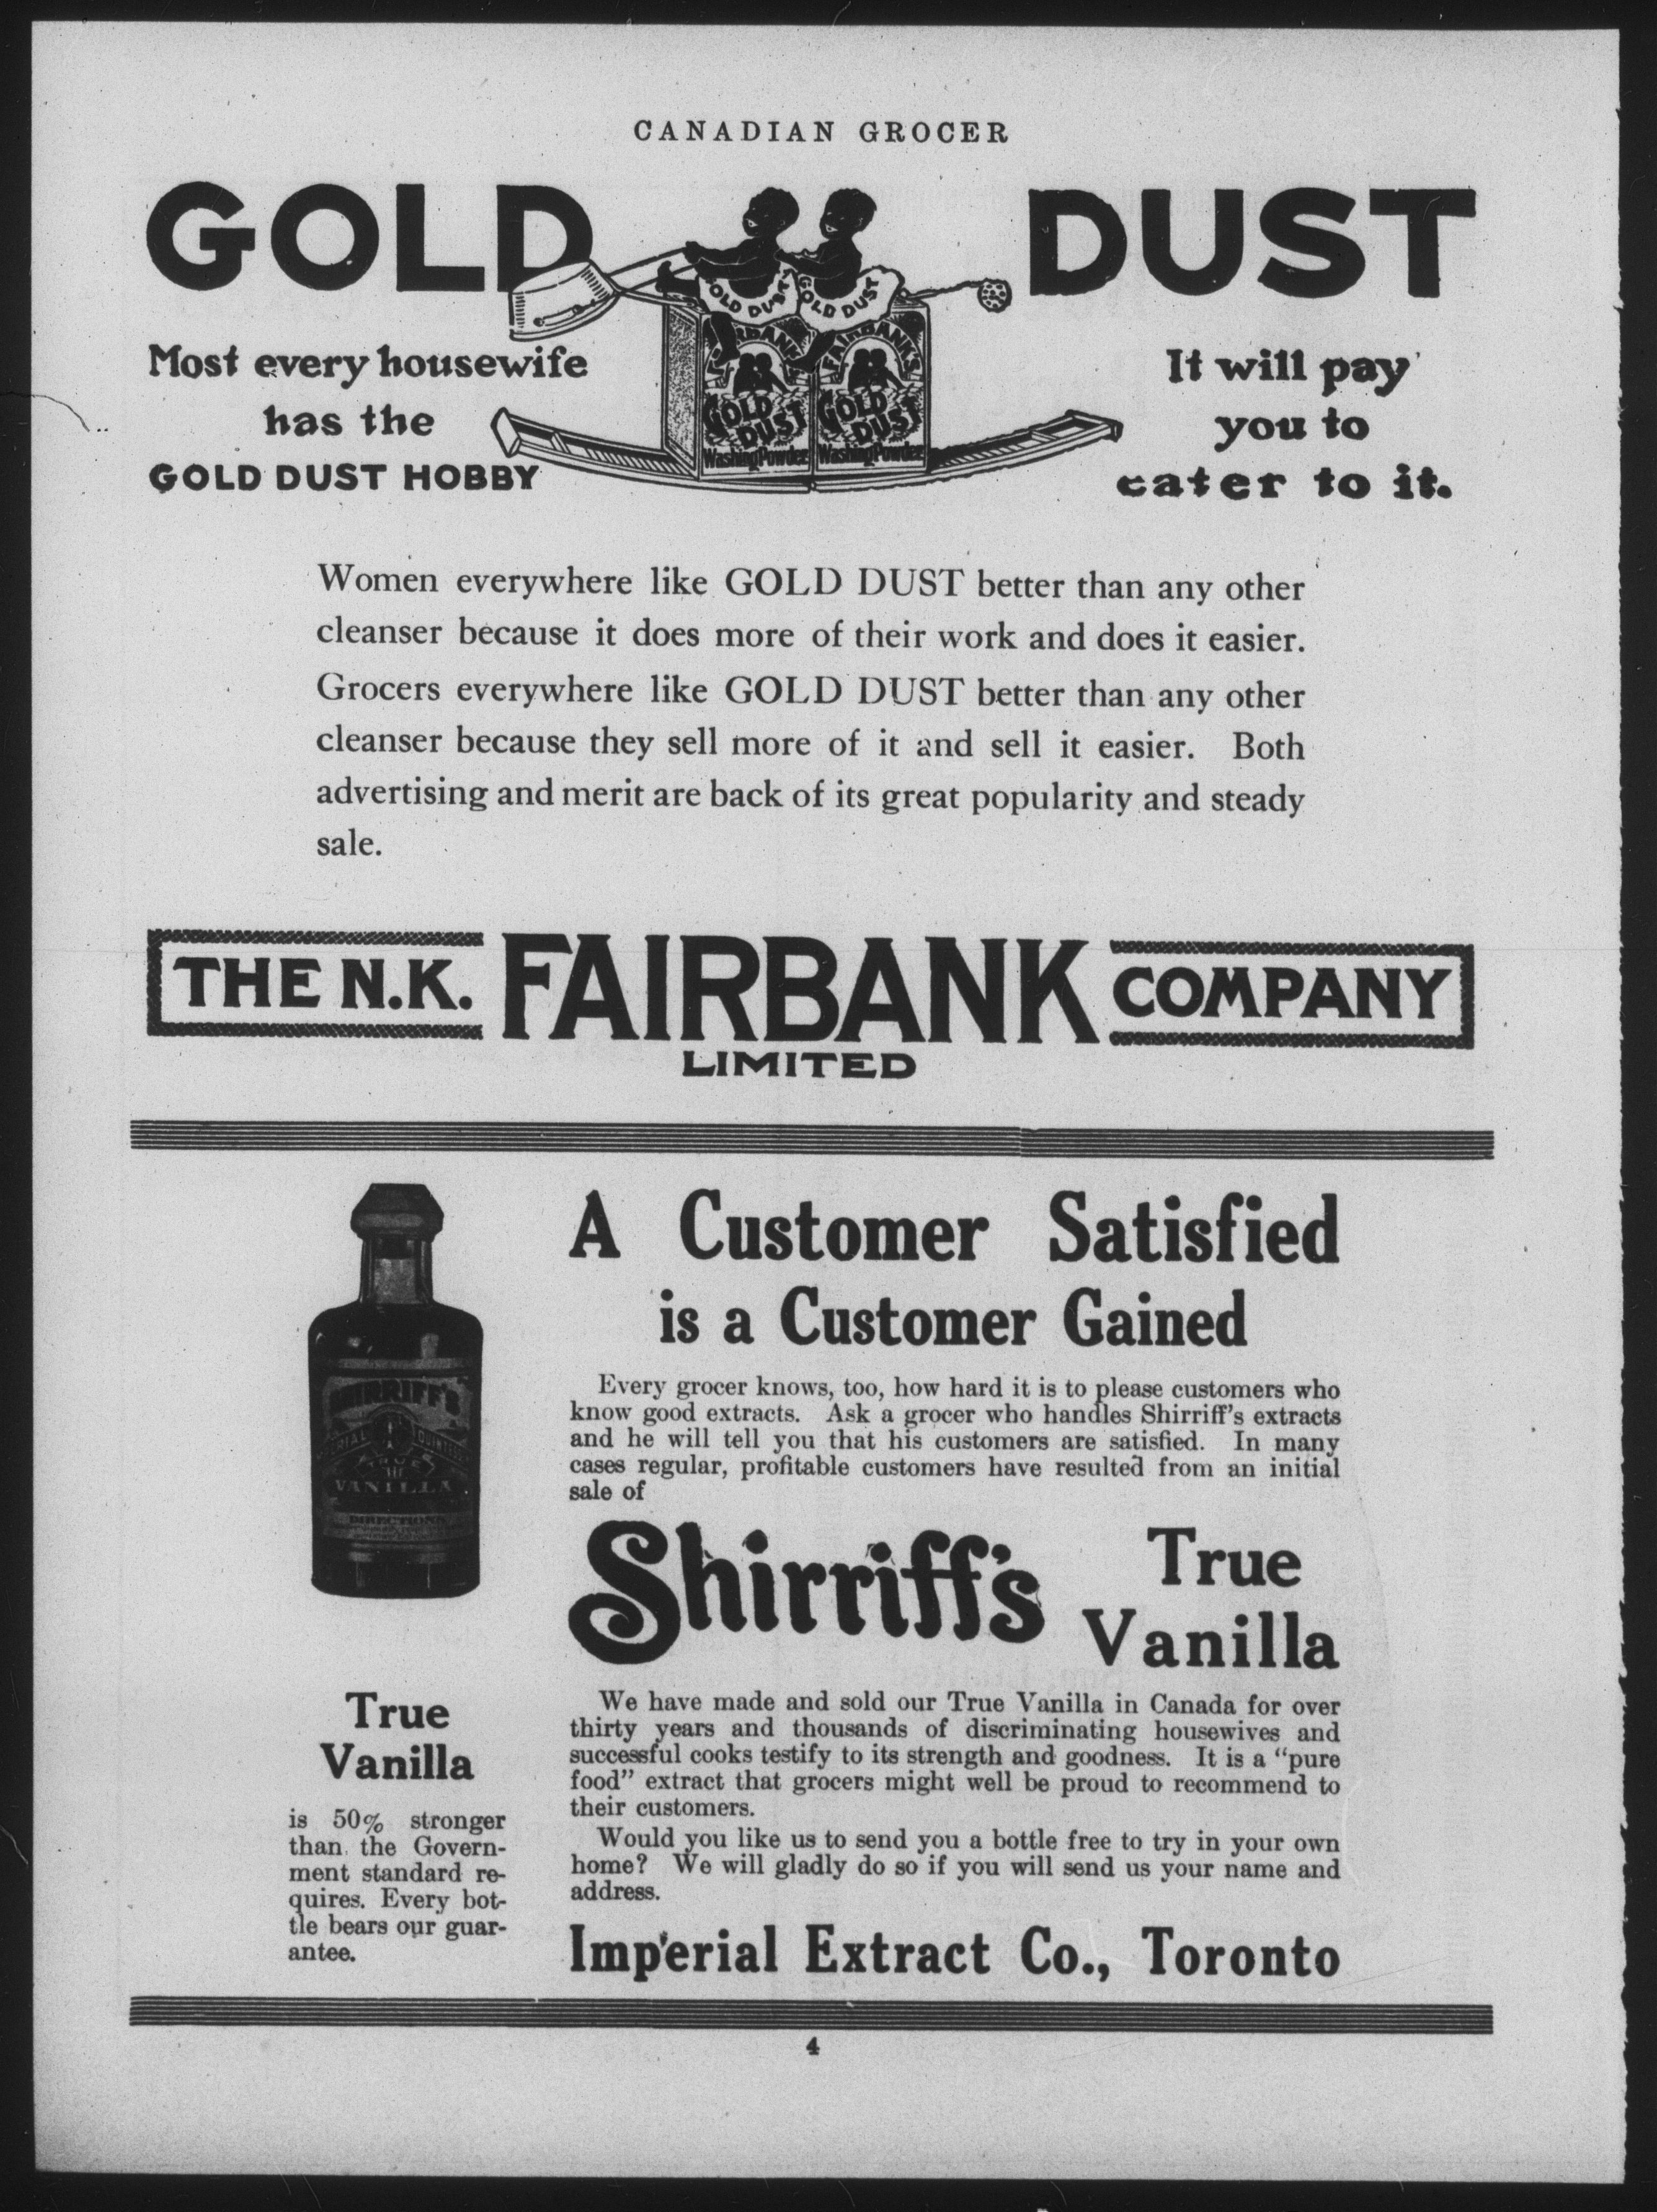 CANADIAN GROCER
GOLD DUST
GOLD DUST
GOLD DUST
FAIRBANK'S
GOLD
DUST
Washing Powder
FAIRBANK'S
GOLD
DUST
Washing Powder
Most every housewife
has the
GOLD DUST HOBBY
It will pay
you to
cater to it.
Women everywhere like GOLD DUST better than any other
cleanser because it does more of their work and does it easier.
Grocers everywhere like GOLD DUST better than any other
cleanser because they sell more of it and sell it easier. Both
advertising and merit are back of its great popularity and steady
sale.
THE N.K. FAIRBANK COMPANY
LIMITED
SHIRRIFF'S
TRUE
VANILLA
DIRECTIONS
True
Vanilla
is 50% stronger
than the Govern-
ment standard re-
quires. Every bot-
tle bears our guar-
antee.
A Customer Satisfied
is a Customer Gained
Every grocer knows, too, how hard it is to please customers who
know good extracts. Ask a grocer who handles Shirriff's extracts
and he will tell you that his customers are satisfied. In many
cases regular, profitable customers have resulted from an initial
sale of
Shirriff's True
Vanilla
We have made and sold our True Vanilla in Canada for over
thirty years and thousands of discriminating housewives and
successful cooks testify to its strength and goodness. It is a "pure
food" extract that grocers might well be proud to recommend to
their customers.
Would you like us to send you a bottle free to try in your own
home? We will gladly do so if you will send us your name and
address.
Imperial Extract Co., Toronto
4